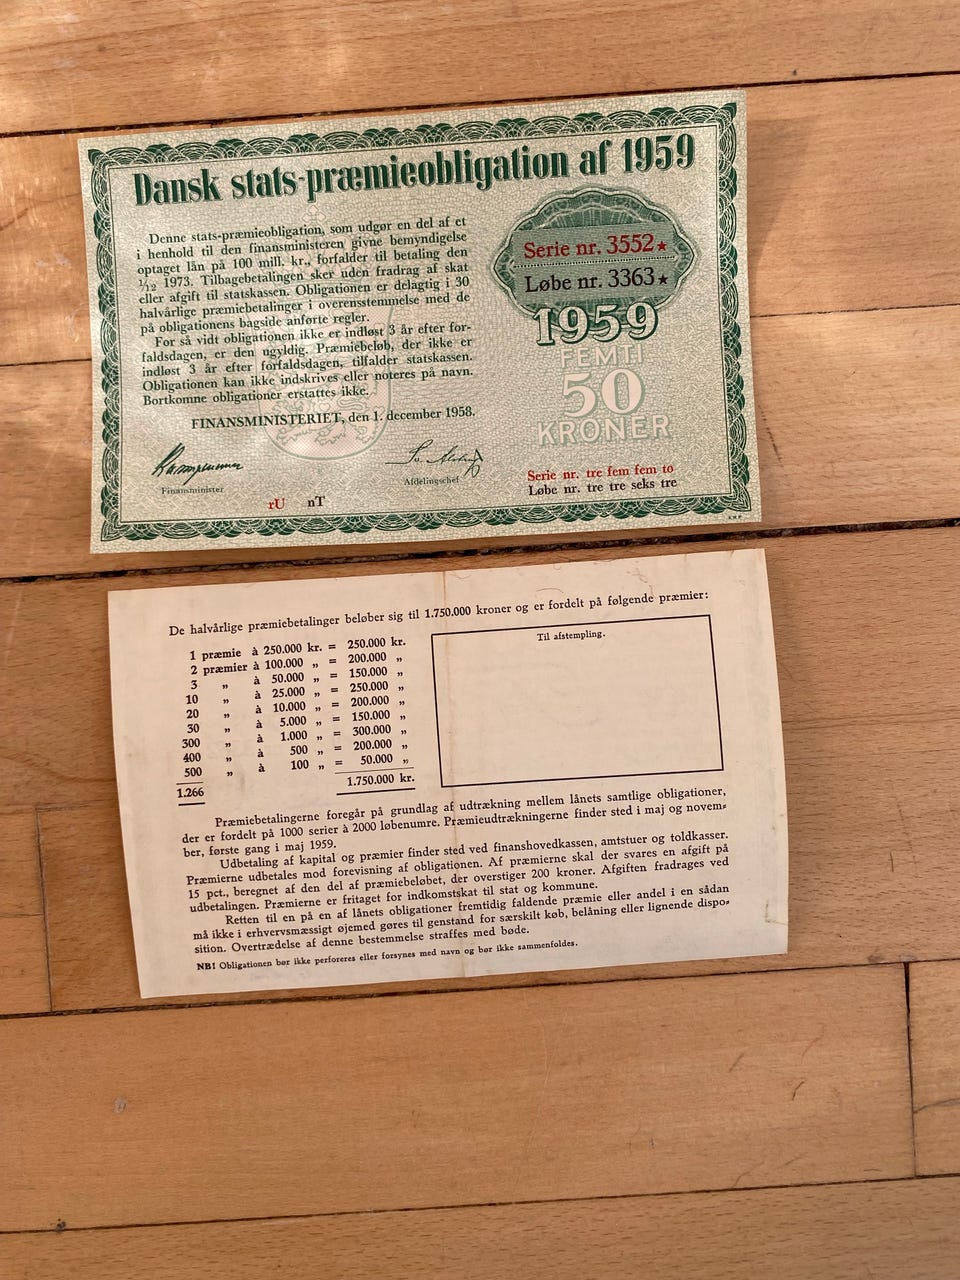 Dansk stats-præmieobligation af 1959
Denne stats-præmieobligation, som udgør en del af et
i henhold til den finansministeren givne bemyndigelse
optaget lån på 100 mill. kr., forfalder til betaling den
1/12 1973. Tilbagebetalingen sker uden fradrag af skat
eller afgift til statskassen. Obligationen er delagtig i 30
halvårlige præmiebetalinger i overensstemmelse med de
på obligationens bagside anførte regler.
For så vidt obligationen ikke er indløst 3 år efter for-
faldsdagen, er den ugyldig. Præmiebeløb, der ikke er
indløst 3 år efter forfaldsdagen, tilfalder statskassen.
Obligationen kan ikke indskrives eller noteres på navn.
Bortkomne obligationer erstattes ikke.
FINANSMINISTERIET, den 1. december 1958.
Finansminister
Afdelingschef
rU nT
Serie nr. 3552★
Løbe nr. 3363★
1959
FEMTI
50
KRONER
Serie nr. tre fem fem to
Løbe nr. tre tre seks tre
De halvårlige præmiebetalinger beløber sig til 1.750.000 kroner og er fordelt på følgende præmier:
1 præmie à 250.000 kr. = 250.000 kr.
2 præmier à 100.000 „ = 200.000 „
3 „ à 50.000 „ = 150.000 „
10 „ à 25.000 „ = 250.000 „
20 „ à 10.000 „ = 200.000 „
30 „ à 5.000 „ = 150.000 „
300 „ à 1.000 „ = 300.000 „
400 „ à 500 „ = 200.000 „
500 „ à 100 „ = 50.000 „
1.266 1.750.000 kr.
Til afstempling.
Præmiebetalingerne foregår på grundlag af udtrækning mellem lånets samtlige obligationer,
der er fordelt på 1000 serier à 2000 løbenumre. Præmieudtrækningerne finder sted i maj og novem-
ber, første gang i maj 1959.
Udbetaling af kapital og præmier finder sted ved finanshovedkassen, amtstuer og toldkasser.
Præmierne udbetales mod forevisning af obligationen. Af præmierne skal der svares en afgift på
15 pct., beregnet af den del af præmiebeløbet, der overstiger 200 kroner. Afgiften fradrages ved
udbetalingen. Præmierne er fritaget for indkomstskat til stat og kommune.
Retten til en på en af lånets obligationer fremtidig faldende præmie eller andel i en sådan
må ikke i erhvervsmæssigt øjemed gøres til genstand for særskilt køb, belåning eller lignende dispo-
sition. Overtrædelse af denne bestemmelse straffes med bøde.
NB! Obligationen bør ikke perforeres eller forsynes med navn og bør ikke sammenfoldes.